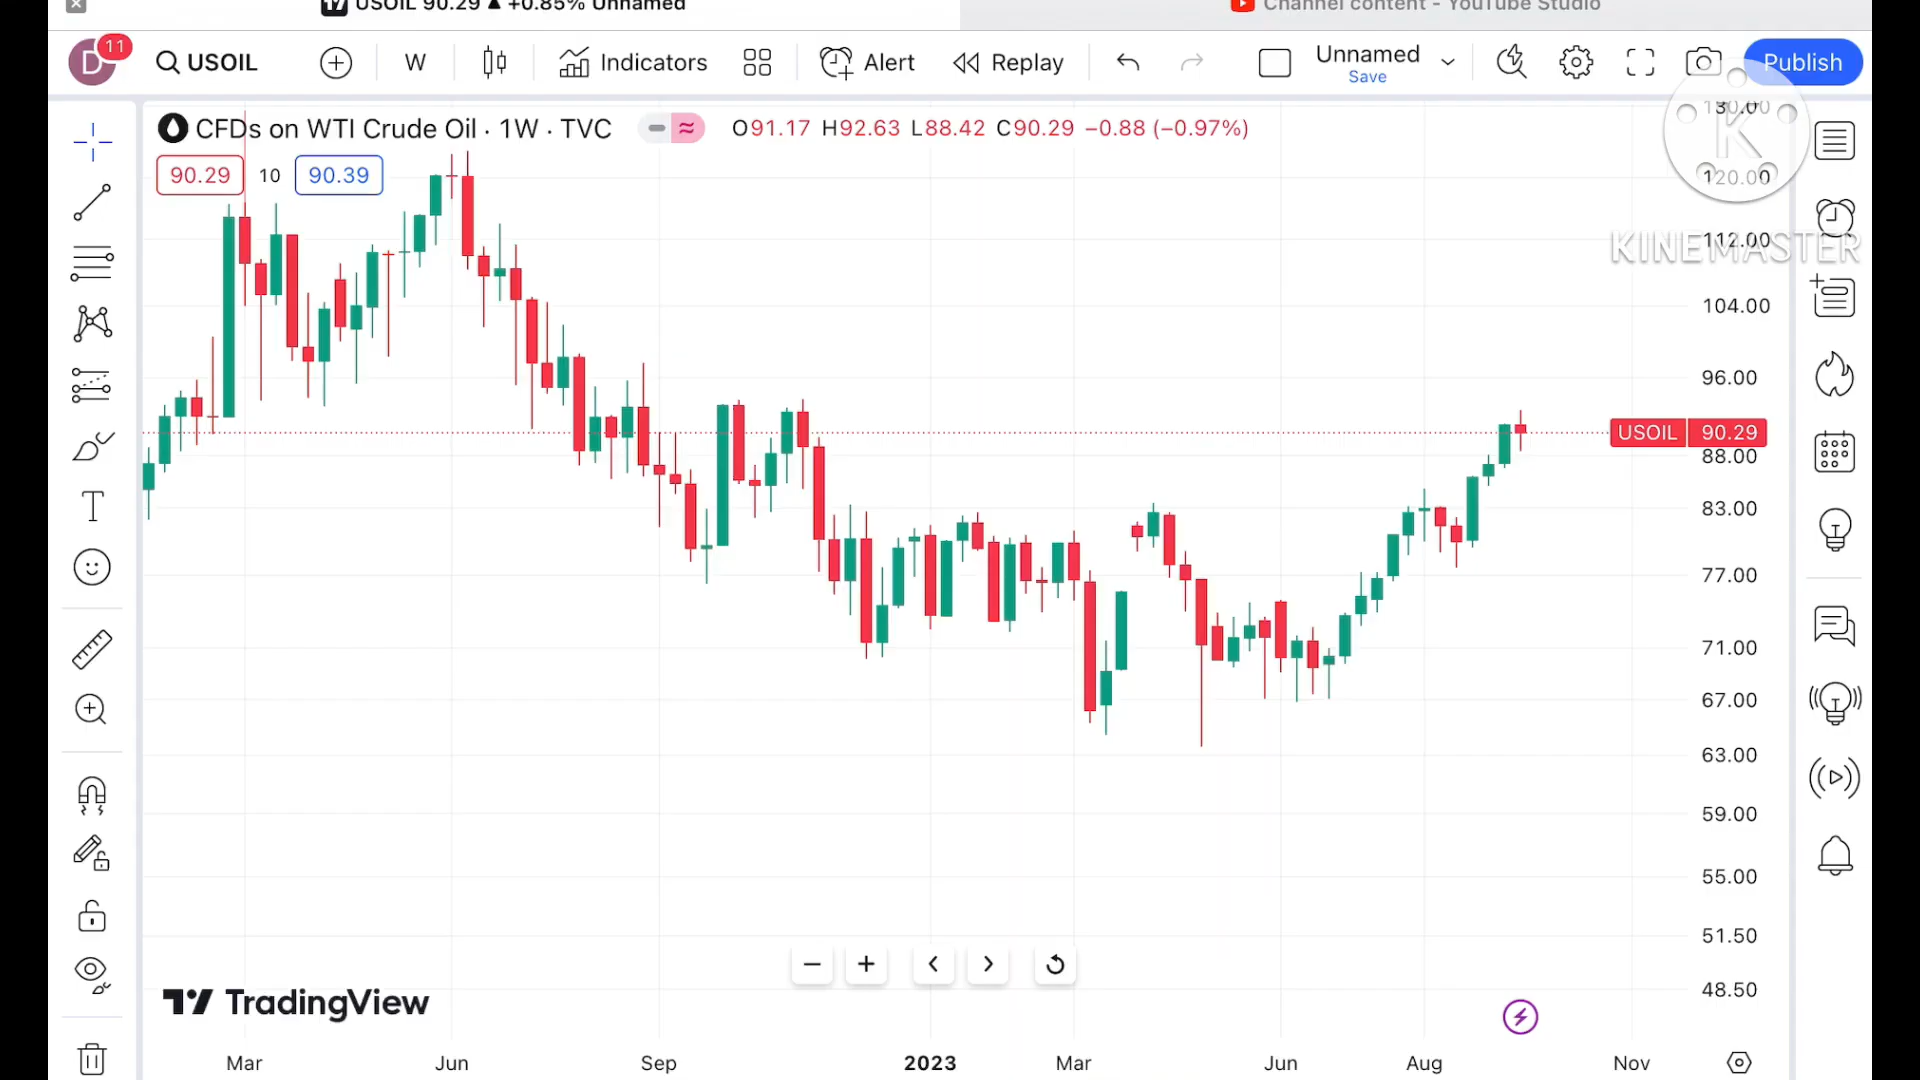 USOIL 90.29 ▲ +0.85% Unnamed
Channel content - YouTube Studio
D
11
USOIL
W
Indicators
Alert
Replay
Unnamed
Save
Publish
CFDs on WTI Crude Oil · 1W · TVC
O91.17 H92.63 L88.42 C90.29 −0.88 (−0.97%)
90.29
10
90.39
K
KINEMASTER
130.00
120.00
112.00
104.00
96.00
USOIL 90.29
88.00
83.00
77.00
71.00
67.00
63.00
59.00
55.00
51.50
48.50
TradingView
Mar
Jun
Sep
2023
Mar
Jun
Aug
Nov